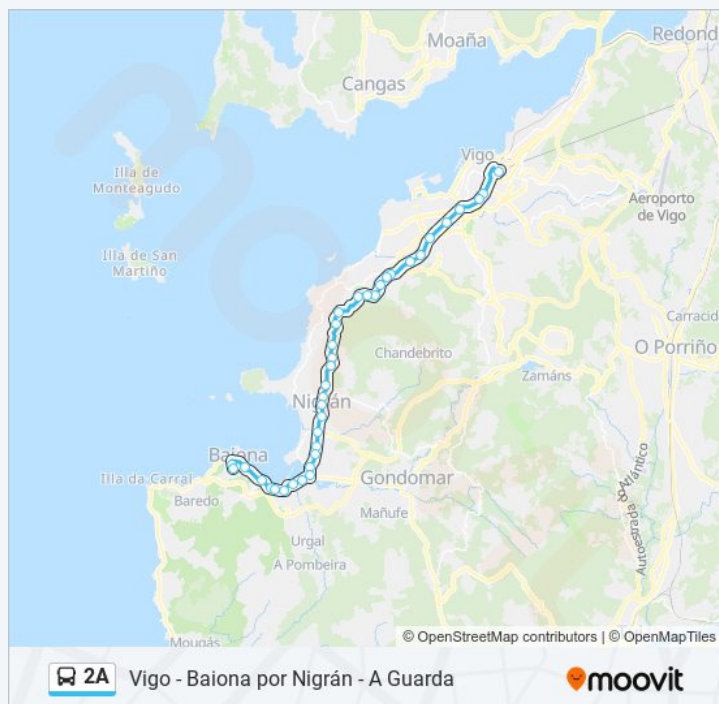 Redond
Moaña
Cangas
Vigo
Illa de
Monteagudo
Aeroporto
de Vigo
Illa de San
Martiño
Carracido
Chandebrito
O Porriño
Zamáns
Nigrán
Baiona
Illa da Carral
Gondomar
Baredo
Mañufe
Autoestrada do Atlántico
Urgal
A Pombeira
Mougás
© OpenStreetMap contributors | © OpenMapTiles
2A Vigo - Baiona por Nigrán - A Guarda
moovit